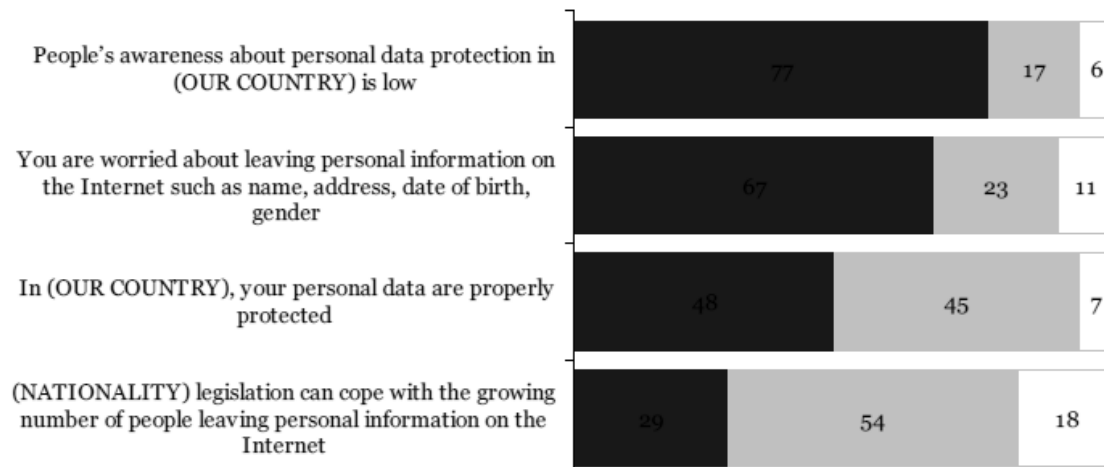 People’s awareness about personal data protection in
(OUR COUNTRY) is low
77 17 6
You are worried about leaving personal information on
the Internet such as name, address, date of birth,
gender
67 23 11
In (OUR COUNTRY), your personal data are properly
protected
48 45 7
(NATIONALITY) legislation can cope with the growing
number of people leaving personal information on the
Internet
29 54 18